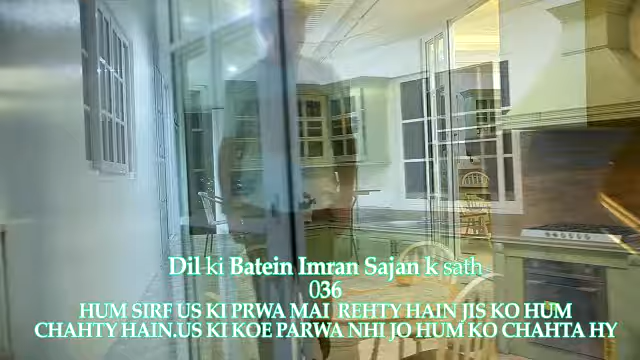 Dil ki Batein Imran Sajan k sath
036
HUM SIRF US KI PRWA MAI REHTY HAIN JIS KO HUM
CHAHTY HAIN.US KI KOE PARWA NHI JO HUM KO CHAHTA HY